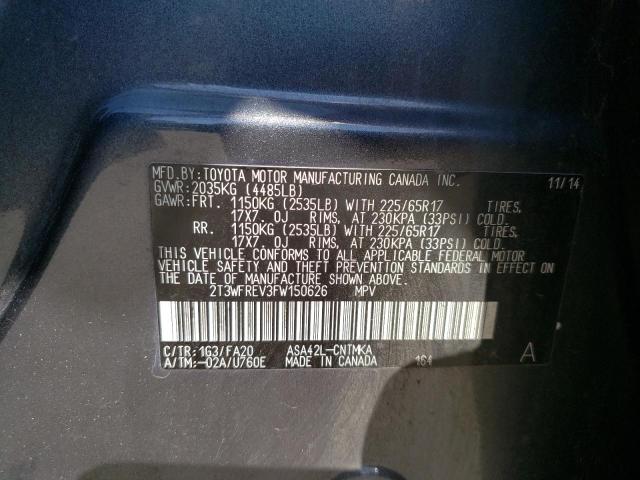 MFD.BY:TOYOTA MOTOR MANUFACTURING CANADA INC. 11/14
GVWR:2035KG (4485LB)
GAWR:FRT. 1150KG (2535LB) WITH 225/65R17 TIRES,
17X7. 0J RIMS, AT 230KPA (33PSI) COLD.
RR. 1150KG (2535LB) WITH 225/65R17 TIRES,
17X7. 0J RIMS, AT 230KPA (33PSI) COLD.
THIS VEHICLE CONFORMS TO ALL APPLICABLE FEDERAL MOTOR
VEHICLE SAFETY AND THEFT PREVENTION STANDARDS IN EFFECT ON
THE DATE OF MANUFACTURE SHOWN ABOVE.
2T3WFREV3FW150626 MPV
C/TR:1G3/FA20 ASA42L-CNTMKA 164 A
A/TM:-02A/U760E MADE IN CANADA